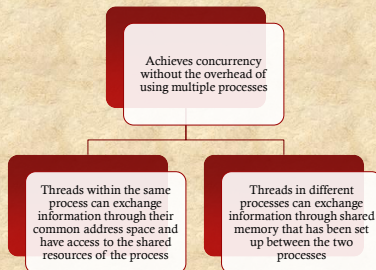 Achieves concurrency
without the overhead of
using multiple processes
Threads within the same
process can exchange
information through their
common address space and
have access to the shared
resources of the process
Threads in different
processes can exchange
information through shared
memory that has been set
up between the two
processes